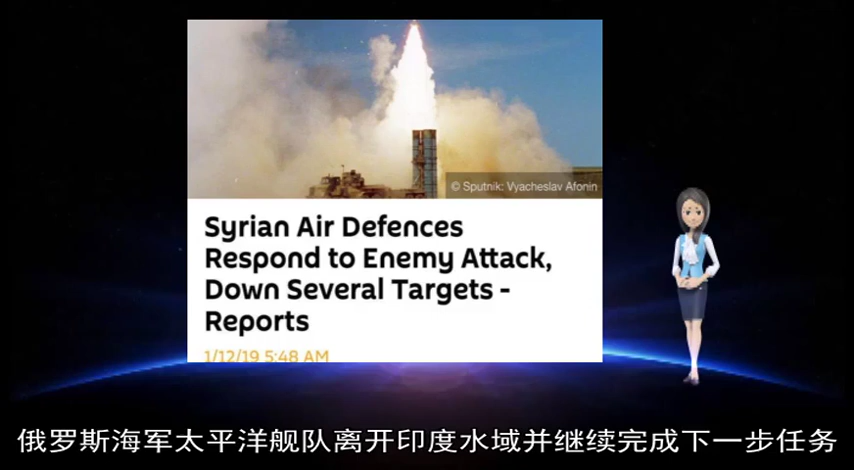 © Sputnik: Vyacheslav Afonin
Syrian Air Defences
Respond to Enemy Attack,
Down Several Targets -
Reports
1/12/19 5:48 AM
俄罗斯海军太平洋舰队离开印度水域并继续完成下一步任务